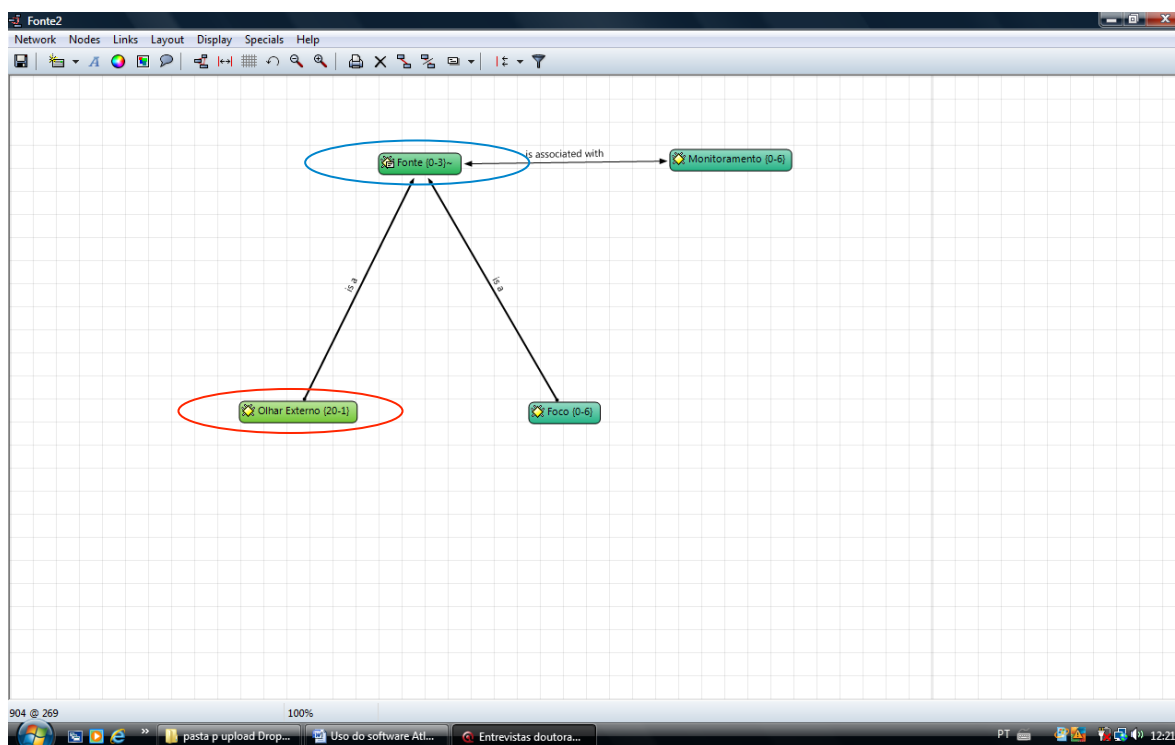 Fonte2
Network Nodes Links Layout Display Specials Help
is associated with
Fonte {0-3}~
Monitoramento {0-6}
is a
is a
Olhar Externo {20-1}
Foco {0-6}
904 @ 269 100%
pasta p upload Drop... Uso do software Atl... Entrevistas doutora... PT 12:21